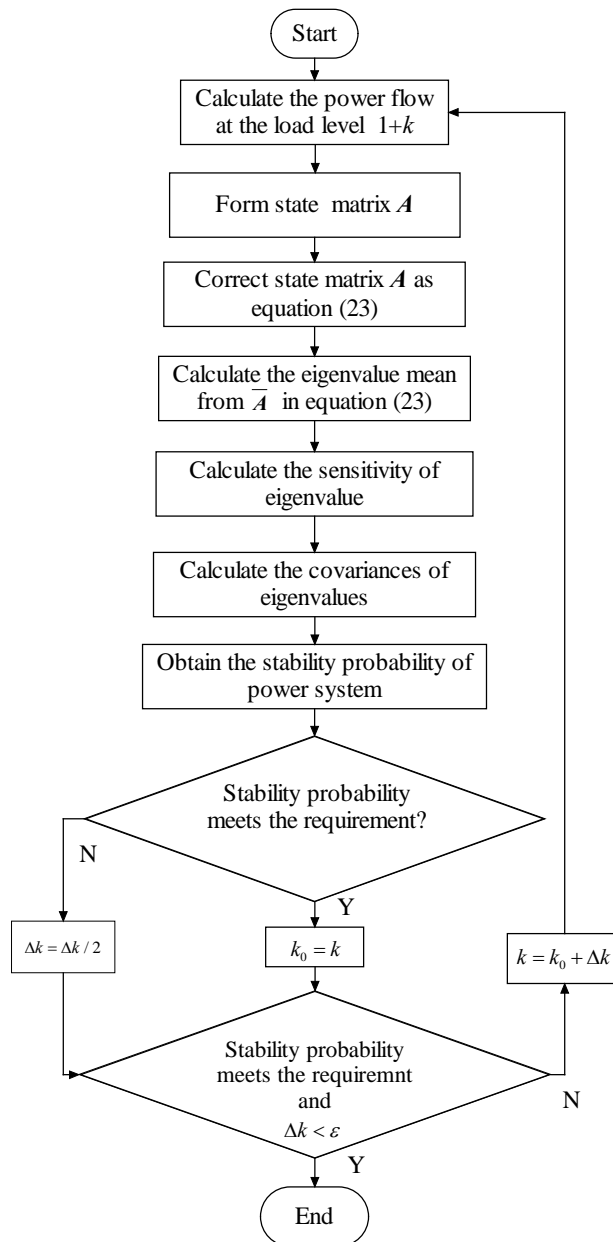 Start
Calculate the power flow
at the load level 1+k
Form state matrix A
Correct state matrix A as
equation (23)
Calculate the eigenvalue mean
from A̅ in equation (23)
Calculate the sensitivity of
eigenvalue
Calculate the covariances of
eigenvalues
Obtain the stability probability of
power system
Stability probability
meets the requirement?
N
Y
Δk = Δk / 2
k₀ = k
k = k₀ + Δk
Stability probability
meets the requiremnt
and
Δk < ε
N
Y
End